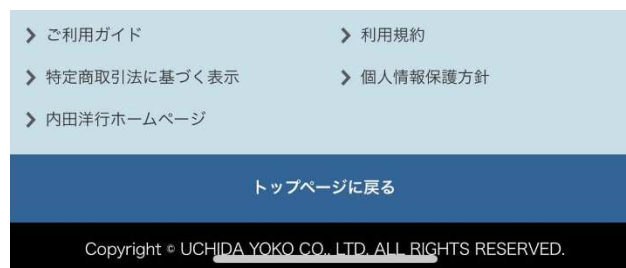 ご利用ガイド 利用規約
特定商取引法に基づく表示 個人情報保護方針
内田洋行ホームページ
トップページに戻る
Copyright © UCHIDA YOKO CO., LTD. ALL RIGHTS RESERVED.